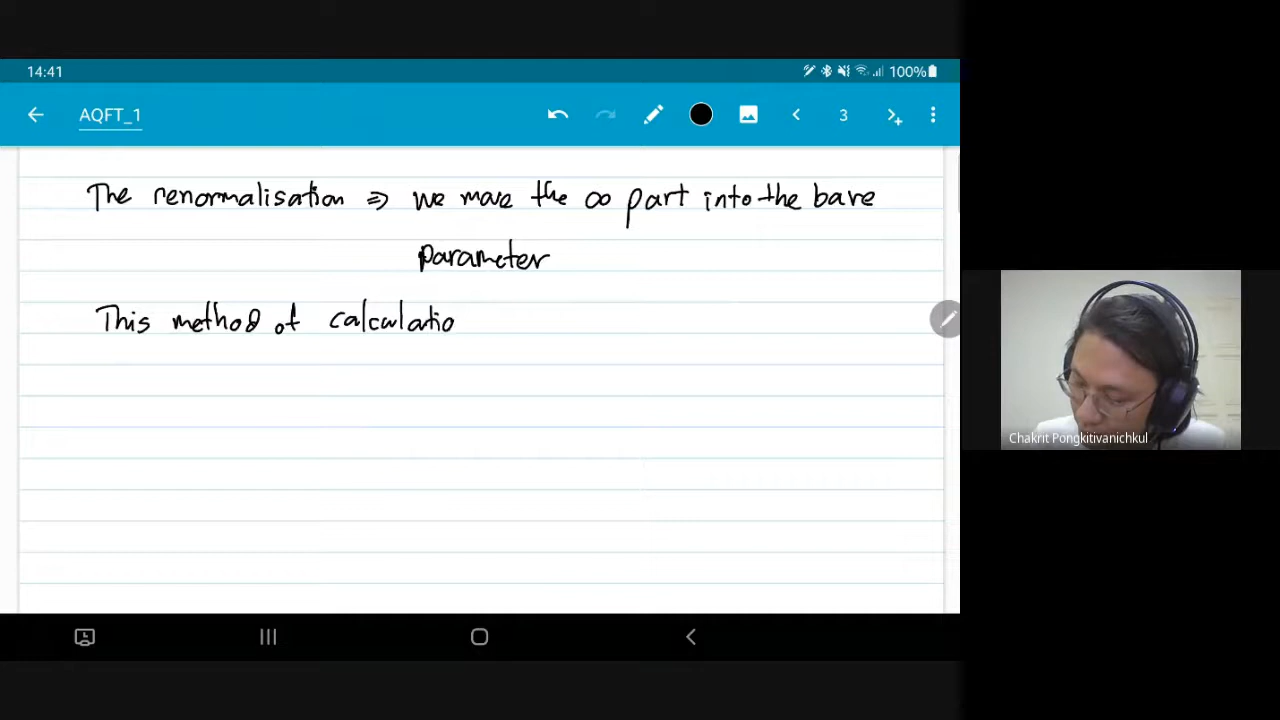 14:41
100%
AQFT_1
3
The renormalisation ⇒ we move the ∞ part into the bare
parameter
This method of calculatio
Chakrit Pongkitivanichkul